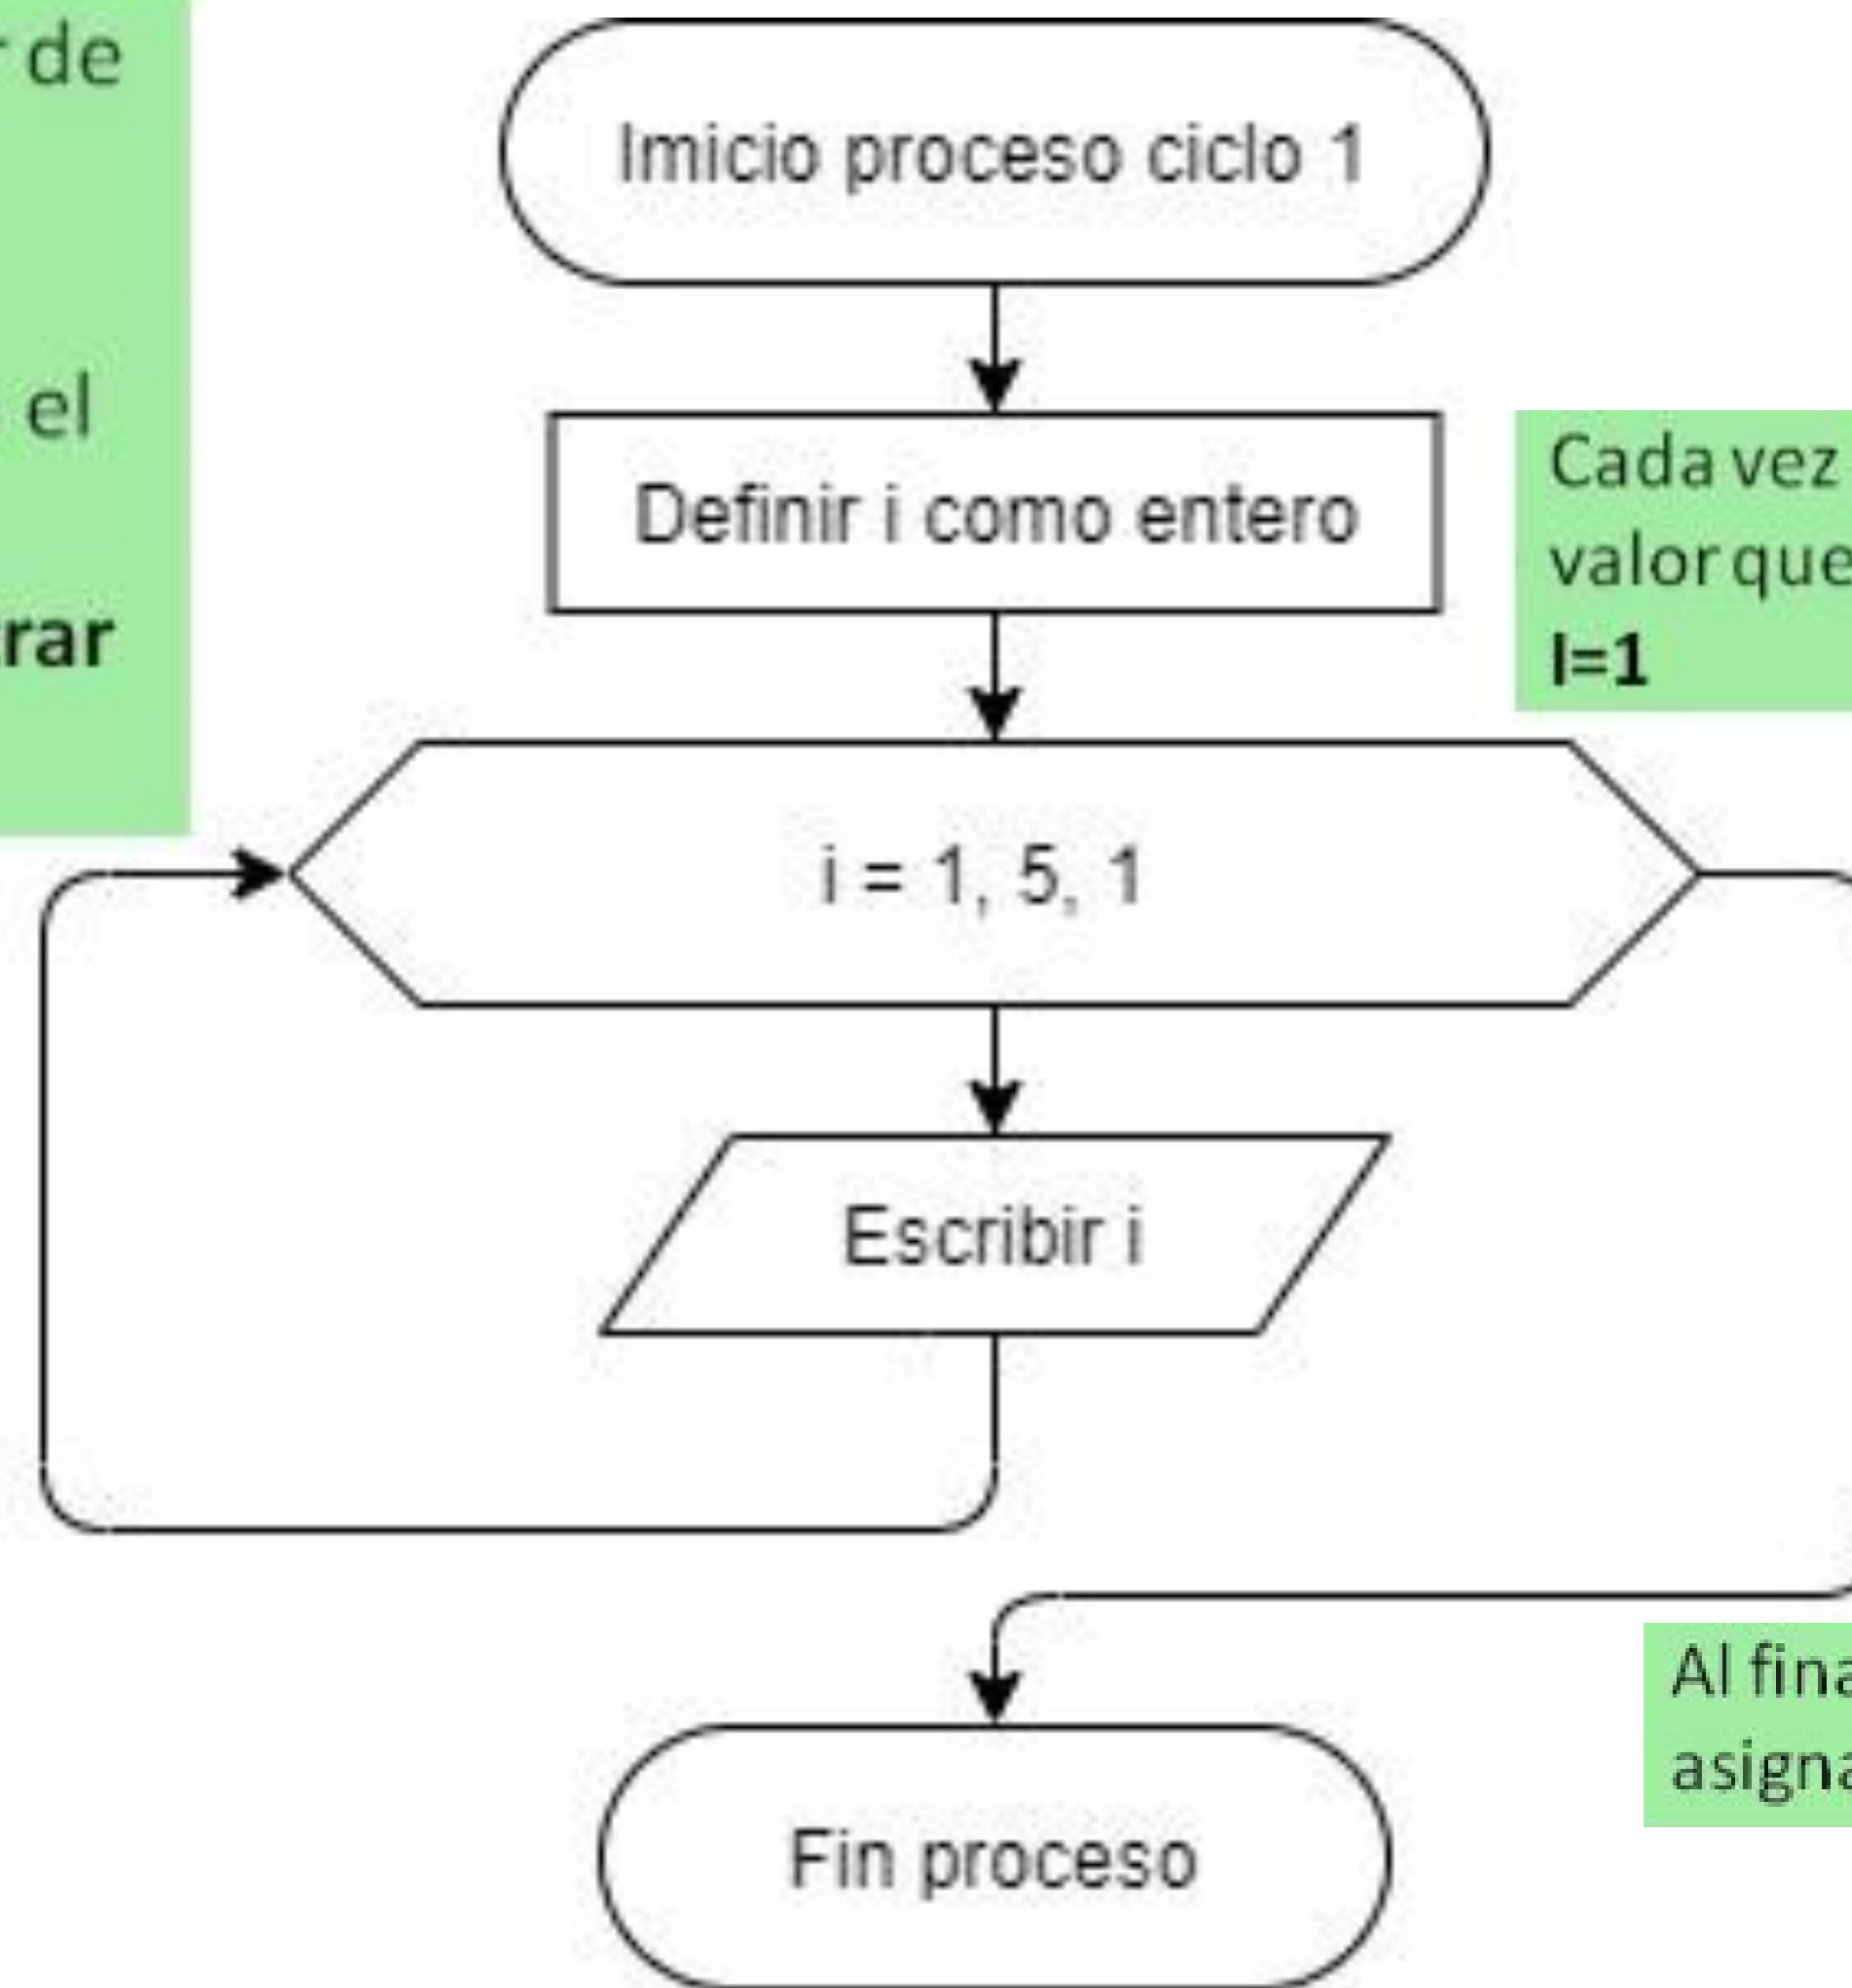 de
el
rar
Imicio proceso ciclo 1
Definir i como entero
Cada vez
valor que
I=1
i = 1, 5, 1
Escribir i
Al fina
asigna
Fin proceso